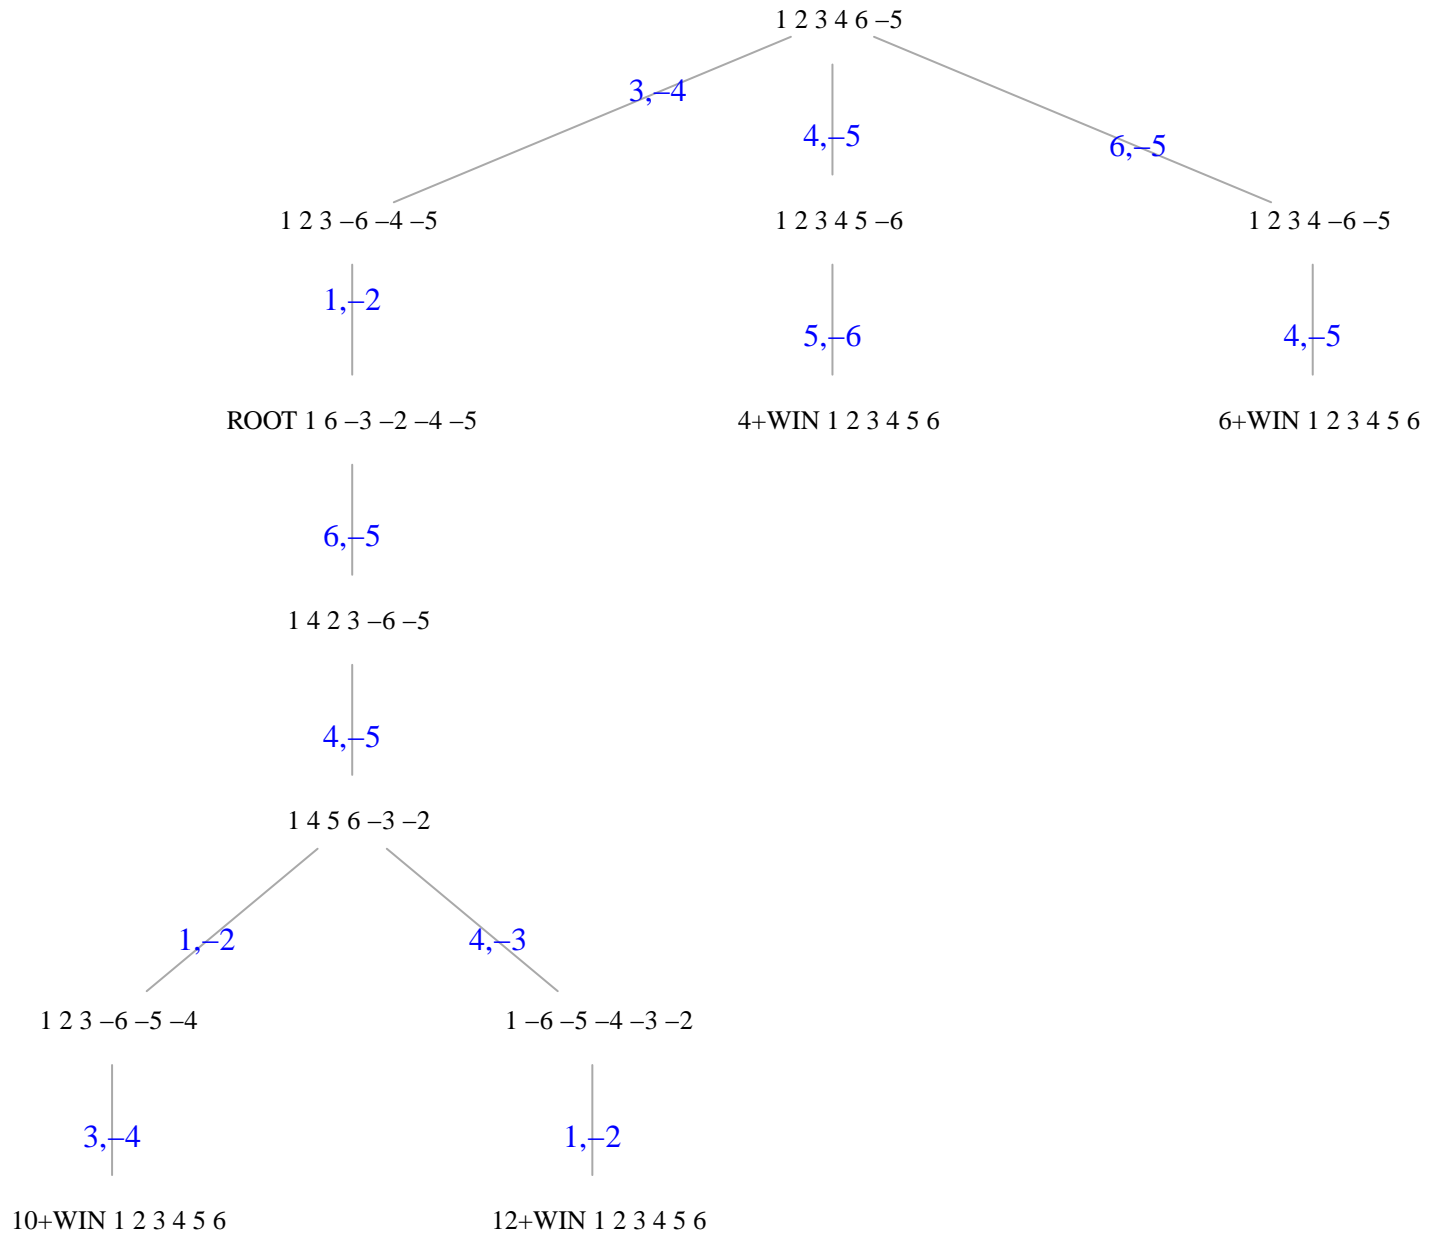 1 2 3 4 6 –5
3,–4
4,–5
6,–5
1 2 3 –6 –4 –5
1 2 3 4 5 –6
1 2 3 4 –6 –5
1,–2
5,–6
4,–5
ROOT 1 6 –3 –2 –4 –5
4+WIN 1 2 3 4 5 6
6+WIN 1 2 3 4 5 6
6,–5
1 4 2 3 –6 –5
4,–5
1 4 5 6 –3 –2
1,–2
4,–3
1 2 3 –6 –5 –4
1 –6 –5 –4 –3 –2
3,–4
1,–2
10+WIN 1 2 3 4 5 6
12+WIN 1 2 3 4 5 6